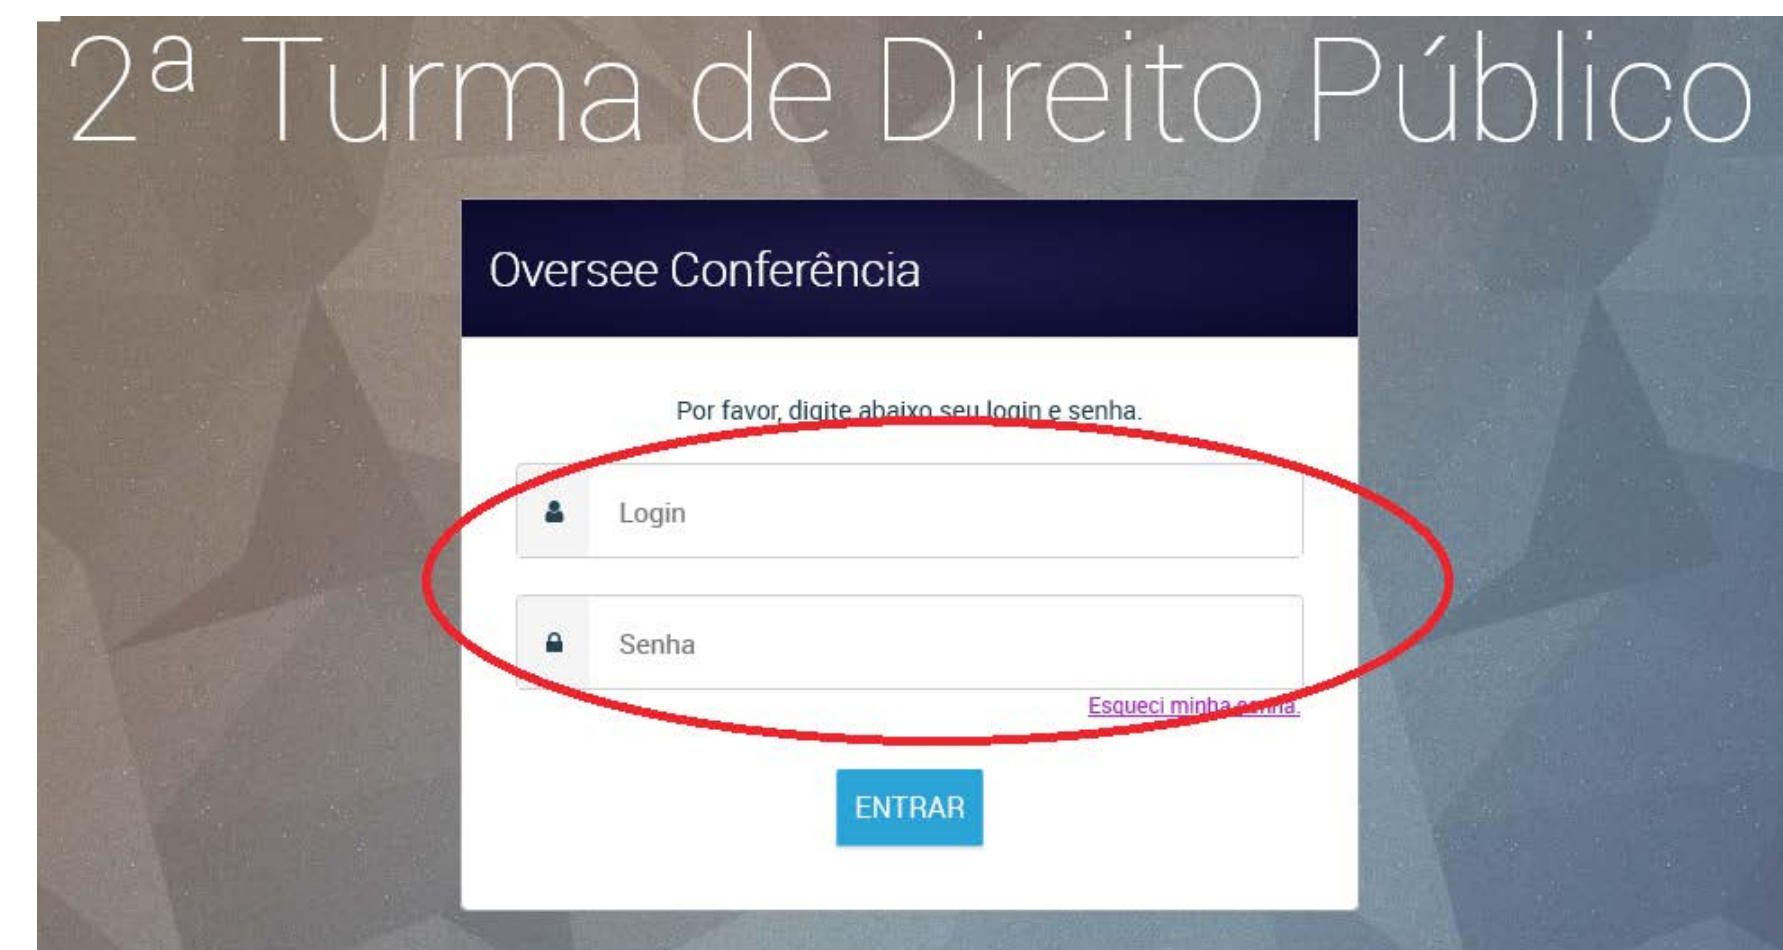 2ª Turma de Direito Público
Oversee Conferência
Por favor, digite abaixo seu login e senha.
Login
Senha
Esqueci minha senha.
ENTRAR